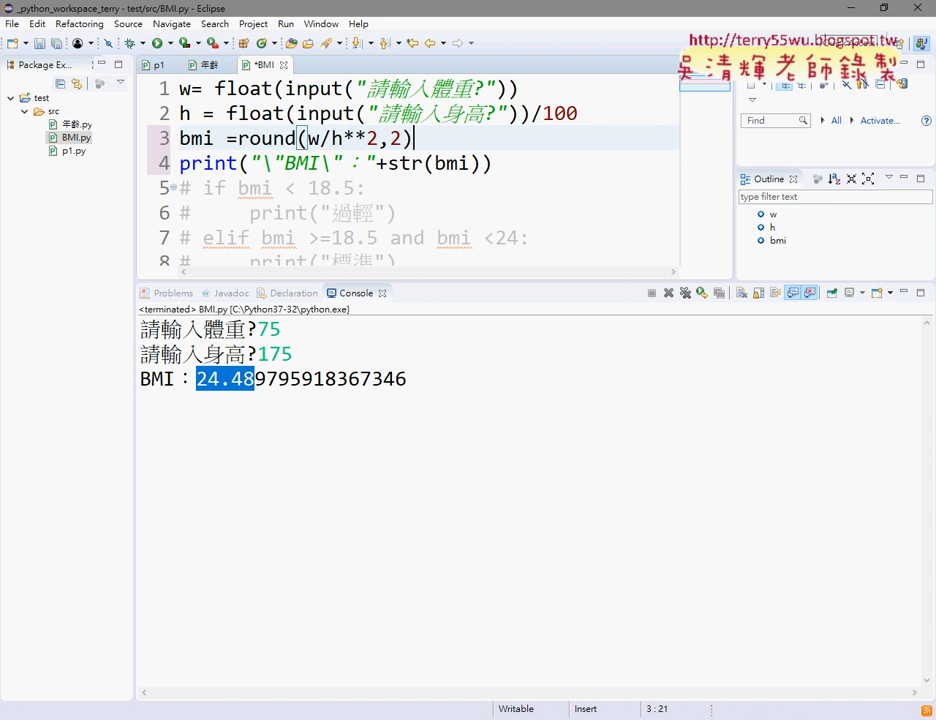 _python_workspace_terry - test/src/BMI.py - Eclipse
File Edit Refactoring Source Navigate Search Project Run Window Help
http://terry55wu.blogspot.tw
吳清輝老師錄製
Package Ex...
p1 年齡 *BMI
test
src
年齡.py
BMI.py
p1.py
1 w= float(input("請輸入體重?"))
2 h = float(input("請輸入身高?"))/100
3 bmi =round(w/h**2,2)
4 print("\"BMI\"："+str(bmi))
5 # if bmi < 18.5:
6 # print("過輕")
7 # elif bmi >=18.5 and bmi <24:
8 # print("標準")
Find All Activate...
Outline
type filter text
w
h
bmi
Problems Javadoc Declaration Console
<terminated> BMI.py [C:\Python37-32\python.exe]
請輸入體重?75
請輸入身高?175
BMI：24.489795918367346
Writable Insert 3 : 21